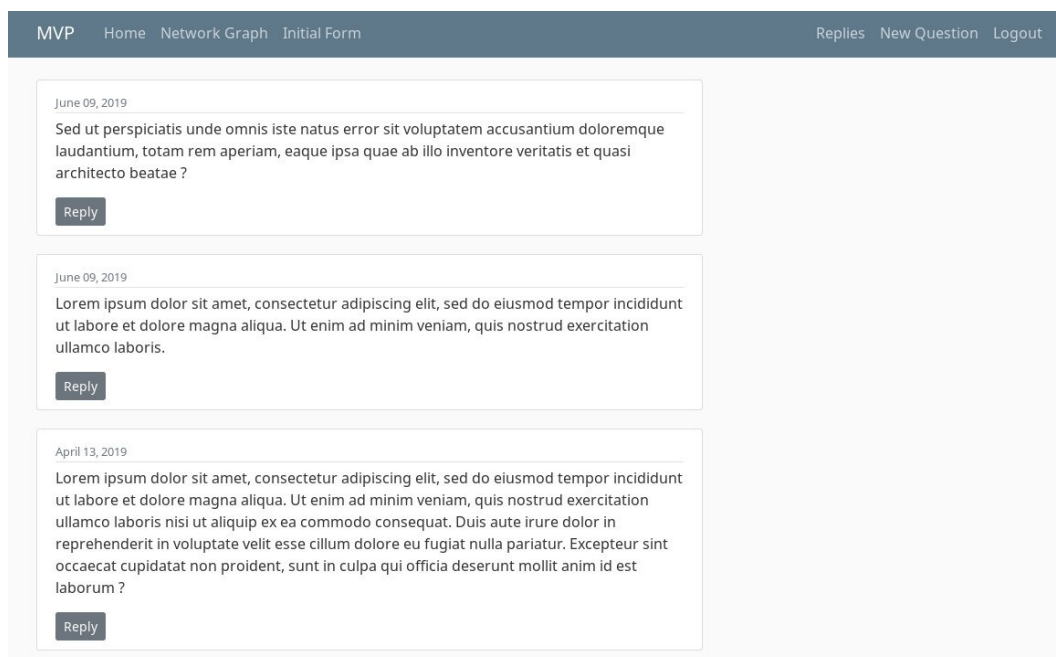 MVP Home Network Graph Initial Form Replies New Question Logout
June 09, 2019
Sed ut perspiciatis unde omnis iste natus error sit voluptatem accusantium doloremque
laudantium, totam rem aperiam, eaque ipsa quae ab illo inventore veritatis et quasi
architecto beatae ?
Reply
June 09, 2019
Lorem ipsum dolor sit amet, consectetur adipiscing elit, sed do eiusmod tempor incididunt
ut labore et dolore magna aliqua. Ut enim ad minim veniam, quis nostrud exercitation
ullamco laboris.
Reply
April 13, 2019
Lorem ipsum dolor sit amet, consectetur adipiscing elit, sed do eiusmod tempor incididunt
ut labore et dolore magna aliqua. Ut enim ad minim veniam, quis nostrud exercitation
ullamco laboris nisi ut aliquip ex ea commodo consequat. Duis aute irure dolor in
reprehenderit in voluptate velit esse cillum dolore eu fugiat nulla pariatur. Excepteur sint
occaecat cupidatat non proident, sunt in culpa qui officia deserunt mollit anim id est
laborum ?
Reply